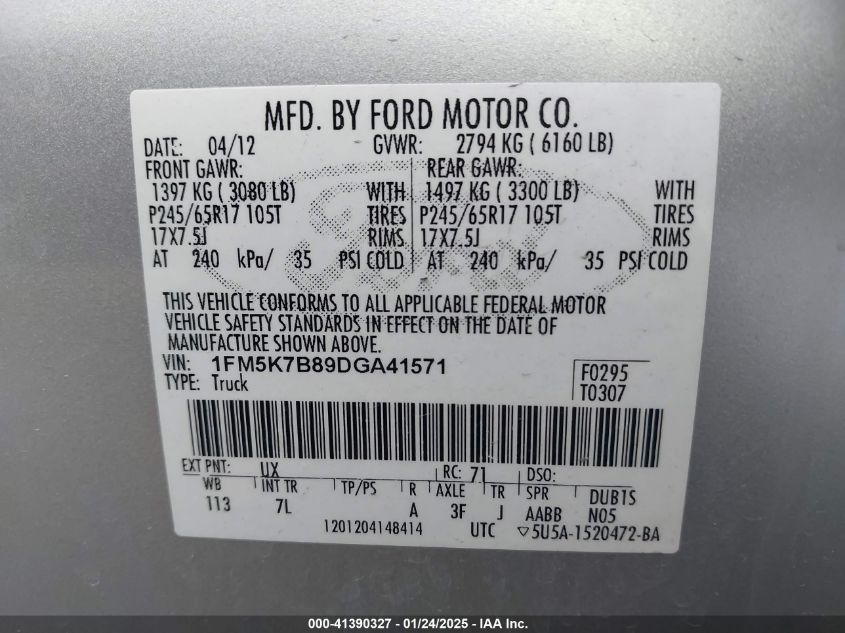 MFD. BY FORD MOTOR CO.
DATE: 04/12 GVWR: 2794 KG ( 6160 LB)
FRONT GAWR: REAR GAWR:
1397 KG ( 3080 LB) WITH 1497 KG ( 3300 LB) WITH
P245/65R17 105T TIRES P245/65R17 105T TIRES
17X7.5J RIMS 17X7.5J RIMS
AT 240 kPa/ 35 PSI COLD AT 240 kPa/ 35 PSI COLD
Ford
THIS VEHICLE CONFORMS TO ALL APPLICABLE FEDERAL MOTOR
VEHICLE SAFETY STANDARDS IN EFFECT ON THE DATE OF
MANUFACTURE SHOWN ABOVE.
VIN: 1FM5K7B89DGA41571
TYPE: Truck
F0295
T0307
EXT PNT: UX RC: 71 DSO:
WB INT TR TP/PS R AXLE TR SPR DUB1S
113 7L A 3F J AABB N05
1201204148414 UTC ▽5U5A-1520472-BA
000-41390327 - 01/24/2025 - IAA Inc.